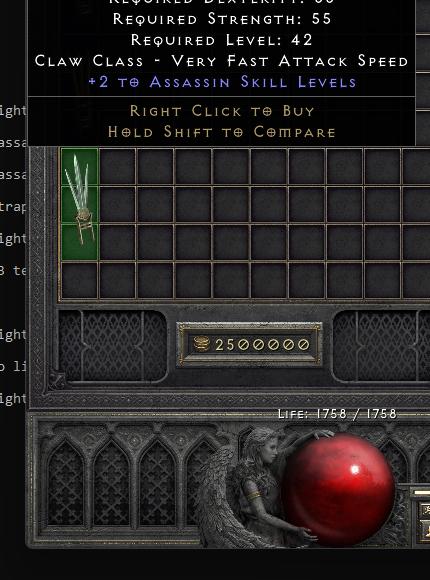 Required Strength: 55
Required Level: 42
Claw Class - Very Fast Attack Speed
+2 to Assassin Skill Levels
Right Click to Buy
Hold Shift to Compare
2500000
Life: 1758 / 1758